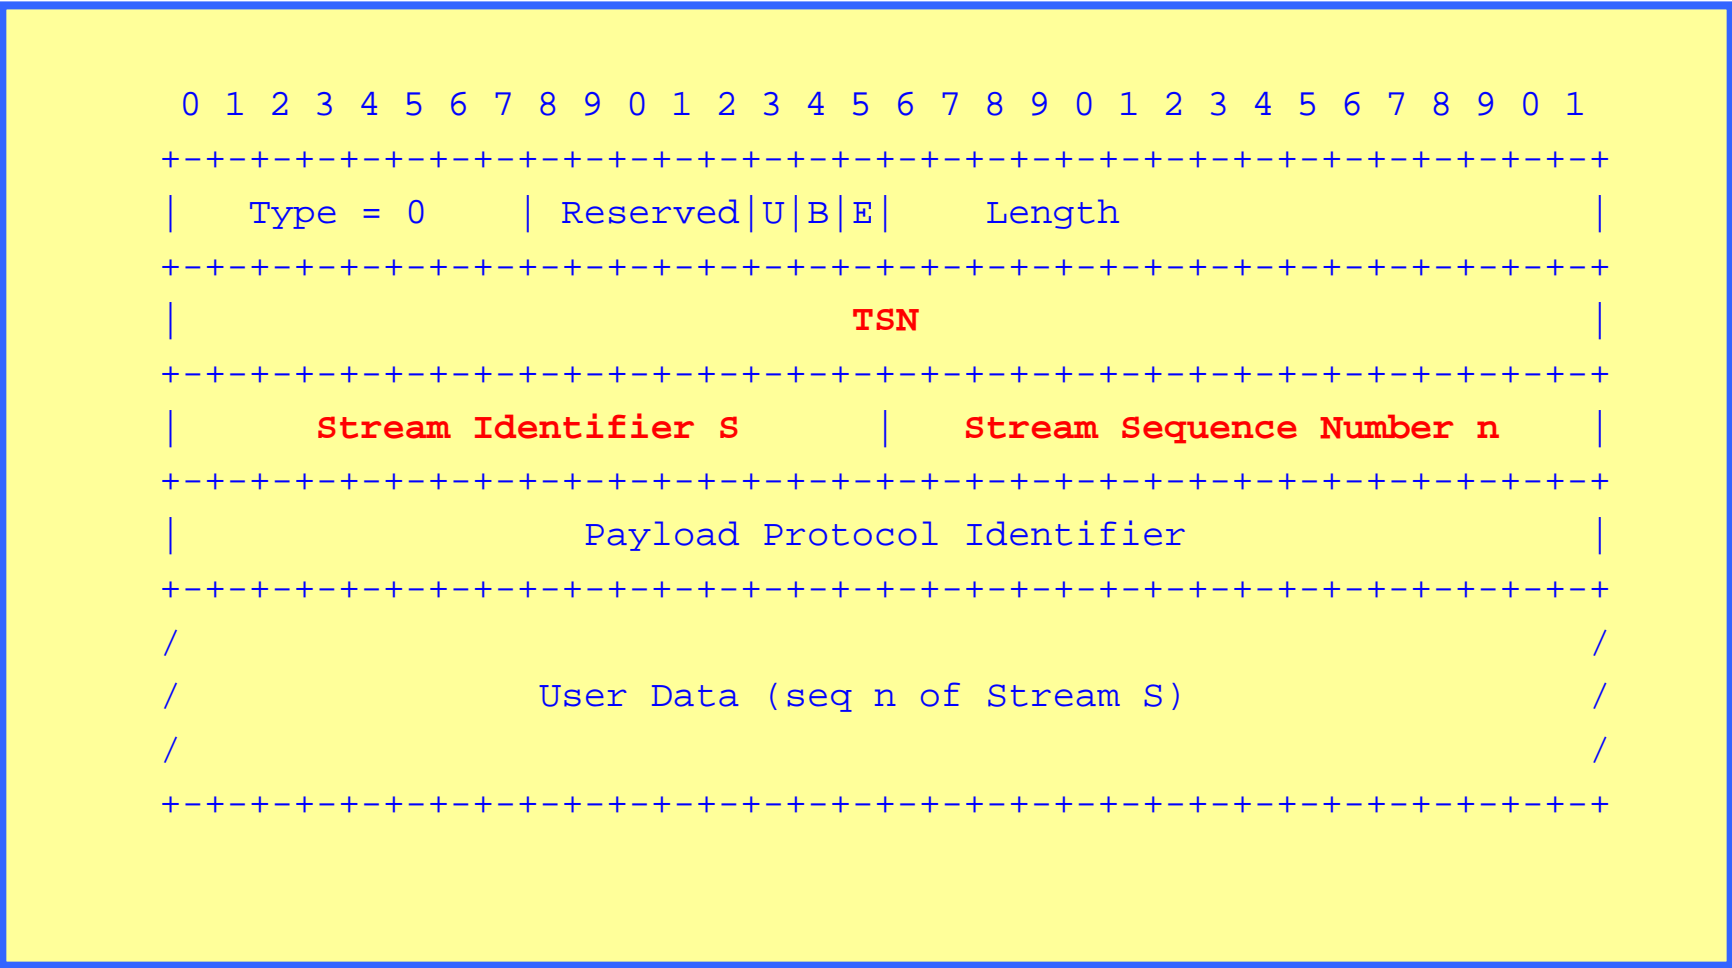 0 1 2 3 4 5 6 7 8 9 0 1 2 3 4 5 6 7 8 9 0 1 2 3 4 5 6 7 8 9 0 1
+-+-+-+-+-+-+-+-+-+-+-+-+-+-+-+-+-+-+-+-+-+-+-+-+-+-+-+-+-+-+-+-+
|   Type = 0    | Reserved|U|B|E|    Length                     |
+-+-+-+-+-+-+-+-+-+-+-+-+-+-+-+-+-+-+-+-+-+-+-+-+-+-+-+-+-+-+-+-+
|                              TSN                              |
+-+-+-+-+-+-+-+-+-+-+-+-+-+-+-+-+-+-+-+-+-+-+-+-+-+-+-+-+-+-+-+-+
|      Stream Identifier S      |   Stream Sequence Number n    |
+-+-+-+-+-+-+-+-+-+-+-+-+-+-+-+-+-+-+-+-+-+-+-+-+-+-+-+-+-+-+-+-+
|                  Payload Protocol Identifier                  |
+-+-+-+-+-+-+-+-+-+-+-+-+-+-+-+-+-+-+-+-+-+-+-+-+-+-+-+-+-+-+-+-+
/                                                               /
/                User Data (seq n of Stream S)                  /
/                                                               /
+-+-+-+-+-+-+-+-+-+-+-+-+-+-+-+-+-+-+-+-+-+-+-+-+-+-+-+-+-+-+-+-+